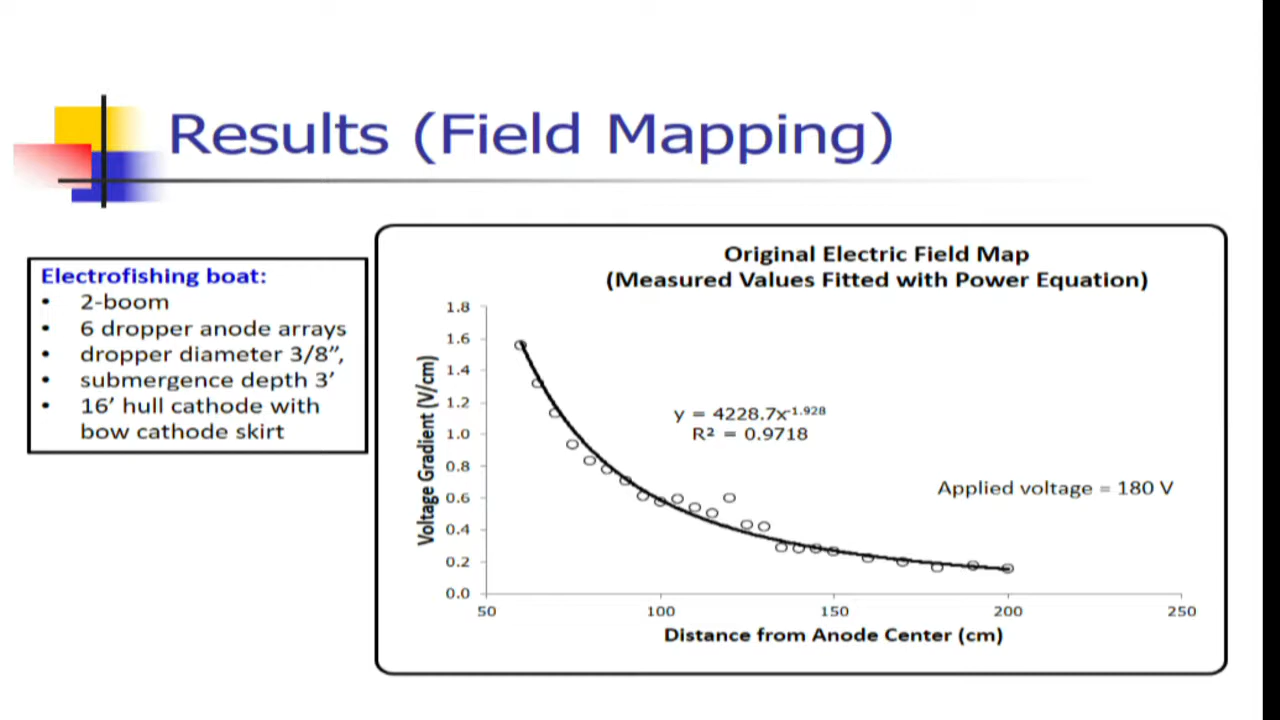 Results (Field Mapping)
Electrofishing boat:
• 2-boom
• 6 dropper anode arrays
• dropper diameter 3/8”,
• submergence depth 3’
• 16’ hull cathode with
bow cathode skirt
Original Electric Field Map
(Measured Values Fitted with Power Equation)
Voltage Gradient (V/cm)
1.8
1.6
1.4
1.2
1.0
0.8
0.6
0.4
0.2
0.0
y = 4228.7x⁻¹·⁹²⁸
R² = 0.9718
Applied voltage = 180 V
50 100 150 200 250
Distance from Anode Center (cm)